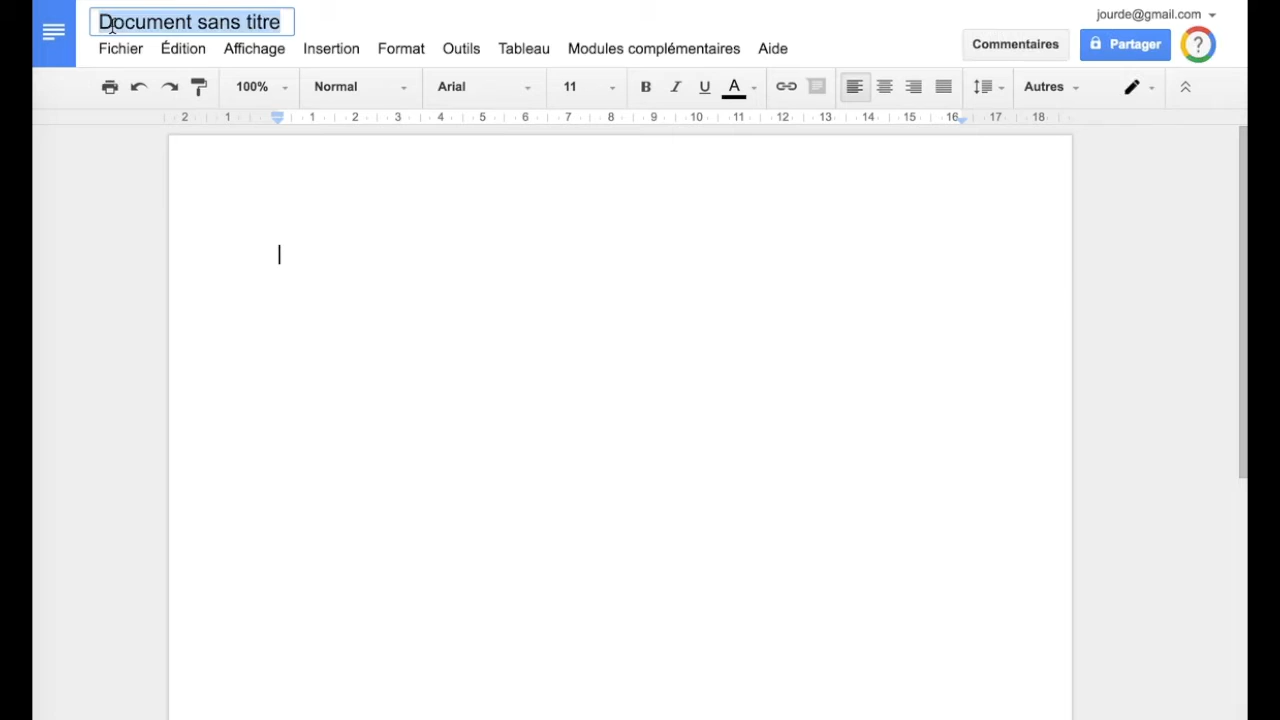 Document sans titre
jourde@gmail.com
Fichier Édition Affichage Insertion Format Outils Tableau Modules complémentaires Aide
Commentaires Partager ?
100% Normal Arial 11 B I U A Autres
2 1 1 2 3 4 5 6 7 8 9 10 11 12 13 14 15 16 17 18